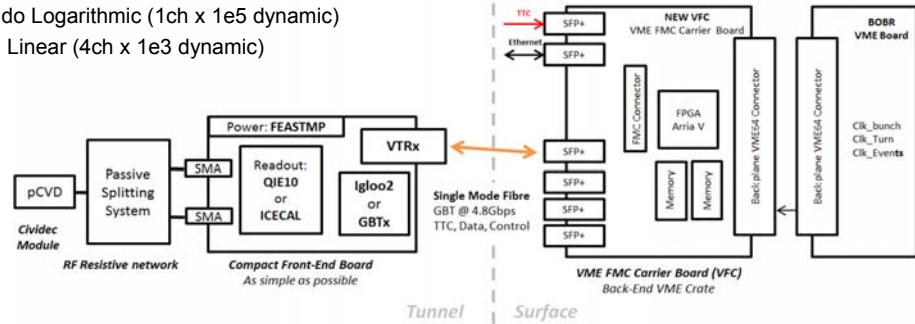 do Logarithmic (1ch x 1e5 dynamic)
Linear (4ch x 1e3 dynamic)
TTC
Ethernet
SFP+
SFP+
NEW VFC
VME FMC Carrier Board
BOBR
VME Board
FMC Connector
FPGA
Arria V
Memory
Memory
Back plane VME64 Connector
Back plane VME64 Connector
Clk_bunch
Clk_Turn
Clk_Events
SFP+
SFP+
SFP+
SFP+
Power: FEASTMP
VTRx
SMA
SMA
Readout:
QIE10
or
ICECAL
Igloo2
or
GBTx
pCVD
Passive
Splitting
System
Cividec
Module
RF Resistive network
Compact Front-End Board
As simple as possible
Single Mode Fibre
GBT @ 4.8Gbps
TTC, Data, Control
VME FMC Carrier Board (VFC)
Back-End VME Crate
Tunnel
Surface